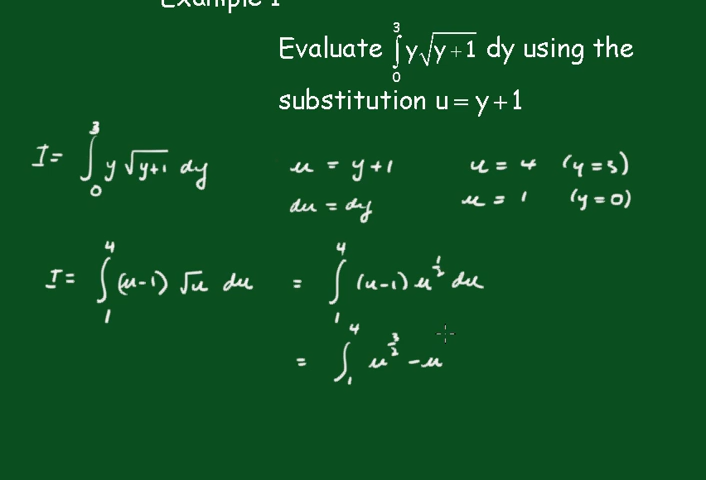 Example 1
Evaluate ∫₀³ y√(y+1) dy using the
substitution u = y+1
I = ∫₀³ y√(y+1) dy    u = y+1    u = 4 (y=3)
du = dy    u = 1 (y=0)
I = ∫₁⁴ (u-1) √u du = ∫₁⁴ (u-1) u^(1/2) du
= ∫₁⁴ u^(3/2) - u